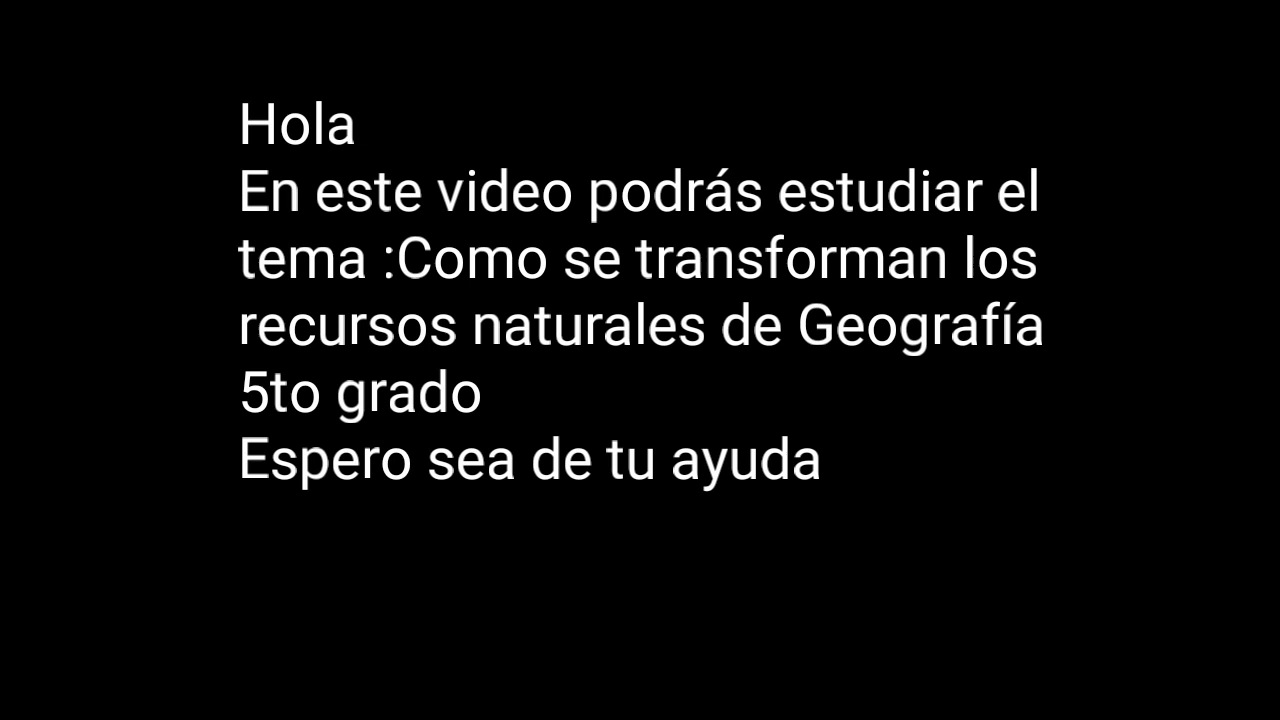 Hola
En este video podrás estudiar el
tema :Como se transforman los
recursos naturales de Geografía
5to grado
Espero sea de tu ayuda